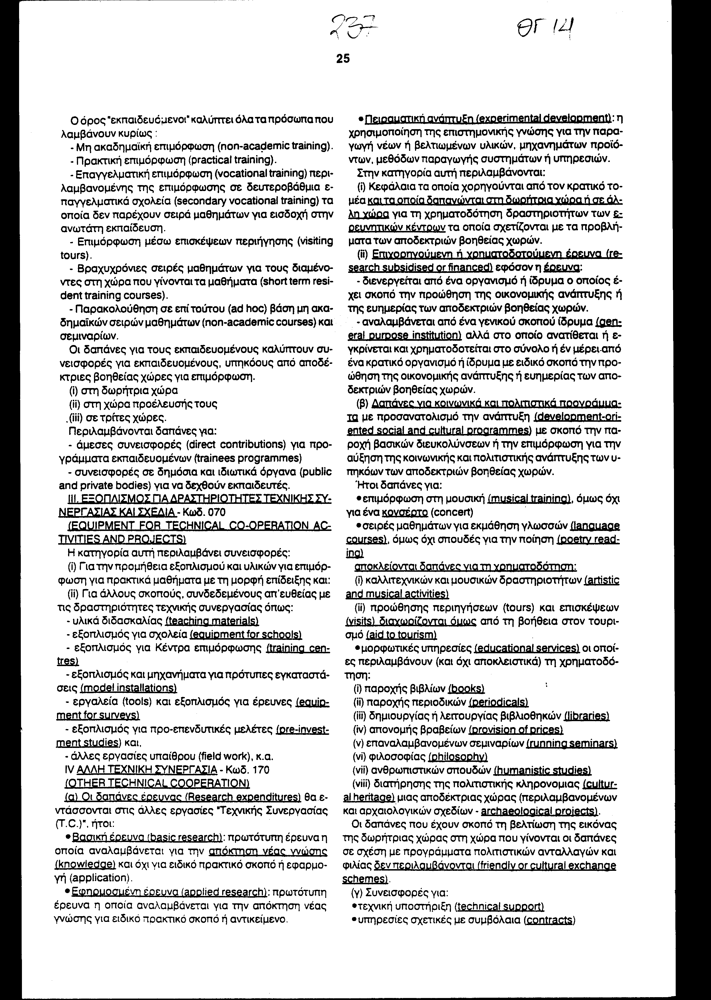 237
ΘΓ 14
25
Ο όρος "εκπαιδευόμενοι" καλύπτει όλα τα πρόσωπα που
λαμβάνουν κυρίως :
- Μη ακαδημαϊκή επιμόρφωση (non-academic training).
- Πρακτική επιμόρφωση (practical training).
- Επαγγελματική επιμόρφωση (vocational training) περι-
λαμβανομένης της επιμόρφωσης σε δευτεροβάθμια ε-
παγγελματικά σχολεία (secondary vocational training) τα
οποία δεν παρέχουν σειρά μαθημάτων για εισδοχή στην
ανωτάτη εκπαίδευση.
- Επιμόρφωση μέσω επισκέψεων περιήγησης (visiting
tours).
- Βραχυχρόνιες σειρές μαθημάτων για τους διαμένο-
ντες στη χώρα που γίνονται τα μαθήματα (short term resi-
dent training courses).
- Παρακολούθηση σε επί τούτου (ad hoc) βάση μη ακα-
δημαϊκών σειρών μαθημάτων (non-academic courses) και
σεμιναρίων.
Οι δαπάνες για τους εκπαιδευομένους καλύπτουν συ-
νεισφορές για εκπαιδευομένους, υπηκόους από αποδέ-
κτριες βοηθείας χώρες για επιμόρφωση.
(i) στη δωρήτρια χώρα
(ii) στη χώρα προέλευσής τους
(iii) σε τρίτες χώρες.
Περιλαμβάνονται δαπάνες για:
- άμεσες συνεισφορές (direct contributions) για προ-
γράμματα εκπαιδευομένων (trainees programmes)
- συνεισφορές σε δημόσια και ιδιωτικά όργανα (public
and private bodies) για να δεχθούν εκπαιδευτές.
III. ΕΞΟΠΛΙΣΜΟΣ ΓΙΑ ΔΡΑΣΤΗΡΙΟΤΗΤΕΣ ΤΕΧΝΙΚΗΣ ΣΥ-
ΝΕΡΓΑΣΙΑΣ ΚΑΙ ΣΧΕΔΙΑ - Κωδ. 070
(EQUIPMENT FOR TECHNICAL CO-OPERATION AC-
TIVITIES AND PROJECTS)
Η κατηγορία αυτή περιλαμβάνει συνεισφορές:
(i) Για την προμήθεια εξοπλισμού και υλικών για επιμόρ-
φωση για πρακτικά μαθήματα με τη μορφή επίδειξης και:
(ii) Για άλλους σκοπούς, συνδεδεμένους απ'ευθείας με
τις δραστηριότητες τεχνικής συνεργασίας όπως:
- υλικά διδασκαλίας (teaching materials)
- εξοπλισμός για σχολεία (equipment for schools)
- εξοπλισμός για Κέντρα επιμόρφωσης (training cen-
tres)
- εξοπλισμός και μηχανήματα για πρότυπες εγκαταστά-
σεις (model installations)
- εργαλεία (tools) και εξοπλισμός για έρευνες (equip-
ment for surveys)
- εξοπλισμός για προ-επενδυτικές μελέτες (pre-invest-
ment studies) και,
- άλλες εργασίες υπαίθρου (field work), κ.α.
IV ΑΛΛΗ ΤΕΧΝΙΚΗ ΣΥΝΕΡΓΑΣΙΑ - Κωδ. 170
(OTHER TECHNICAL COOPERATION)
(α) Οι δαπάνες έρευνας (Research expenditures) θα ε-
ντάσσονται στις άλλες εργασίες "Τεχνικής Συνεργασίας
(T.C.)", ήτοι:
• Βασική έρευνα (basic research): πρωτότυπη έρευνα η
οποία αναλαμβάνεται για την απόκτηση νέας γνώσης
(knowledge) και όχι για ειδικό πρακτικό σκοπό ή εφαρμο-
γή (application).
• Εφηρμοσμένη έρευνα (applied research): πρωτότυπη
έρευνα η οποία αναλαμβάνεται για την απόκτηση νέας
γνώσης για ειδικό πρακτικό σκοπό ή αντικείμενο.
• Πειραματική ανάπτυξη (experimental development): η
χρησιμοποίηση της επιστημονικής γνώσης για την παρα-
γωγή νέων ή βελτιωμένων υλικών, μηχανημάτων προϊό-
ντων, μεθόδων παραγωγής συστημάτων ή υπηρεσιών.
Στην κατηγορία αυτή περιλαμβάνονται:
(i) Κεφάλαια τα οποία χορηγούνται από τον κρατικό το-
μέα και τα οποία δαπανώνται στη δωρήτρια χώρα ή σε άλ-
λη χώρα για τη χρηματοδότηση δραστηριοτήτων των ε-
ρευνητικών κέντρων τα οποία σχετίζονται με τα προβλή-
ματα των αποδεκτριών βοηθείας χωρών.
(ii) Επιχορηγούμενη ή χρηματοδοτούμενη έρευνα (re-
search subsidised or financed) εφόσον η έρευνα:
- διενεργείται από ένα οργανισμό ή ίδρυμα ο οποίος έ-
χει σκοπό την προώθηση της οικονομικής ανάπτυξης ή
της ευημερίας των αποδεκτριών βοηθείας χωρών.
- αναλαμβάνεται από ένα γενικού σκοπού ίδρυμα (gen-
eral purpose institution) αλλά στο οποίο ανατίθεται ή ε-
γκρίνεται και χρηματοδοτείται στο σύνολο ή έν μέρει από
ένα κρατικό οργανισμό ή ίδρυμα με ειδικό σκοπό την προ-
ώθηση της οικονομικής ανάπτυξης ή ευημερίας των απο-
δεκτριών βοηθείας χωρών.
(β) Δαπάνες για κοινωνικά και πολιτιστικά προγράμμα-
τα με προσανατολισμό την ανάπτυξη (development-ori-
ented social and cultural programmes) με σκοπό την πα-
ροχή βασικών διευκολύνσεων ή την επιμόρφωση για την
αύξηση της κοινωνικής και πολιτιστικής ανάπτυξης των υ-
πηκόων των αποδεκτριών βοηθείας χωρών.
Ήτοι δαπάνες για:
• επιμόρφωση στη μουσική (musical training), όμως όχι
για ένα κονσέρτο (concert)
• σειρές μαθημάτων για εκμάθηση γλωσσών (language
courses), όμως όχι σπουδές για την ποίηση (poetry read-
ing)
αποκλείονται δαπάνες για τη χρηματοδότηση:
(i) καλλιτεχνικών και μουσικών δραστηριοτήτων (artistic
and musical activities)
(ii) προώθησης περιηγήσεων (tours) και επισκέψεων
(visits) διαχωρίζονται όμως από τη βοήθεια στον τουρι-
σμό (aid to tourism)
• μορφωτικές υπηρεσίες (educational services) οι οποί-
ες περιλαμβάνουν (και όχι αποκλειστικά) τη χρηματοδό-
τηση:
(i) παροχής βιβλίων (books)
(ii) παροχής περιοδικών (periodicals)
(iii) δημιουργίας ή λειτουργίας βιβλιοθηκών (libraries)
(iv) απονομής βραβείων (provision of prices)
(v) επαναλαμβανομένων σεμιναρίων (running seminars)
(vi) φιλοσοφίας (philosophy)
(vii) ανθρωπιστικών σπουδών (humanistic studies)
(viii) διατήρησης της πολιτιστικής κληρονομιας (cultur-
al heritage) μιας αποδέκτριας χώρας (περιλαμβανομένων
και αρχαιολογικών σχεδίων - archaeological projects).
Οι δαπάνες που έχουν σκοπό τη βελτίωση της εικόνας
της δωρήτριας χώρας στη χώρα που γίνονται οι δαπάνες
σε σχέση με προγράμματα πολιτιστικών ανταλλαγών και
φιλίας δεν περιλαμβάνονται (friendly or cultural exchange
schemes).
(γ) Συνεισφορές για:
• τεχνική υποστήριξη (technical support)
• υπηρεσίες σχετικές με συμβόλαια (contracts)